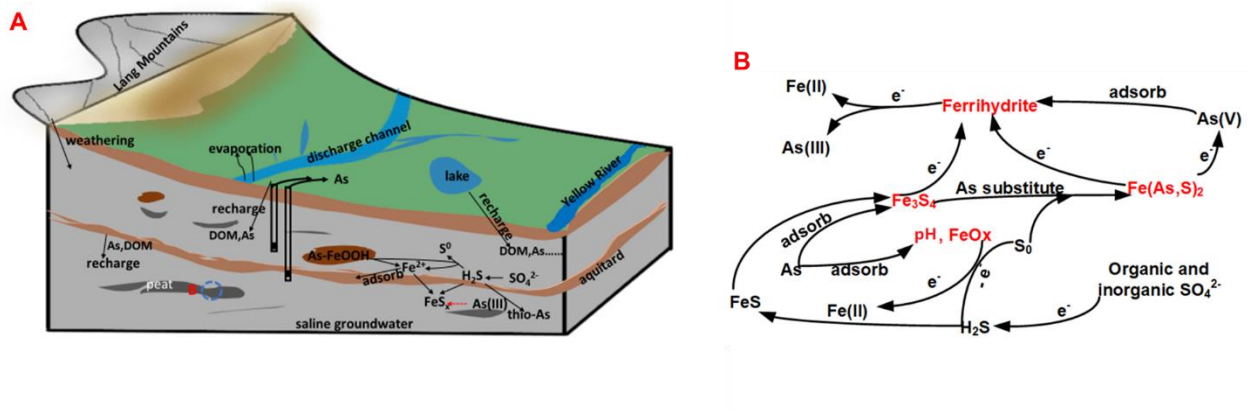 A
Lang Mountains
weathering
evaporation
discharge channel
As
lake
Yellow River
recharge
DOM,As
recharge
DOM,As......
As,DOM
recharge
As-FeOOH
S⁰
Fe²⁺
adsorb
H₂S
SO₄²⁻
aquitard
peat
FeS
As(III)
thio-As
saline groundwater
B
Fe(II)
e⁻
Ferrihydrite
adsorb
As(V)
As(III)
e⁻
e⁻
e⁻
As substitute
Fe(As,S)₂
Fe₃S₄
adsorb
pH, FeOx
S₀
As
adsorb
e⁻
e⁻
Organic and
inorganic SO₄²⁻
FeS
Fe(II)
H₂S
e⁻